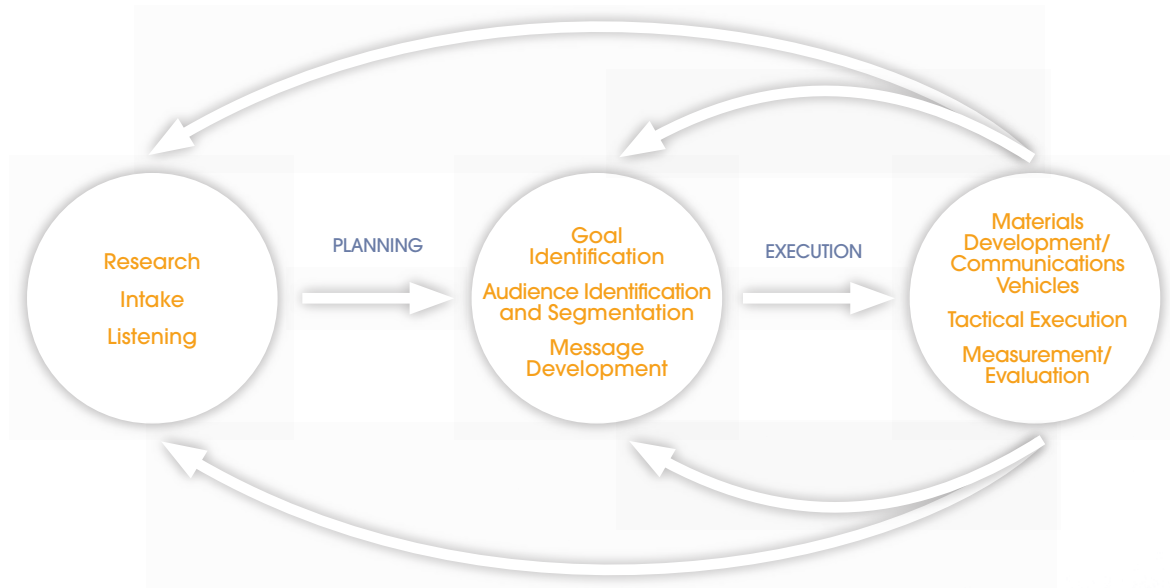 Research
Intake
Listening
PLANNING
Goal
Identification
Audience Identification
and Segmentation
Message
Development
EXECUTION
Materials
Development/
Communications
Vehicles
Tactical Execution
Measurement/
Evaluation